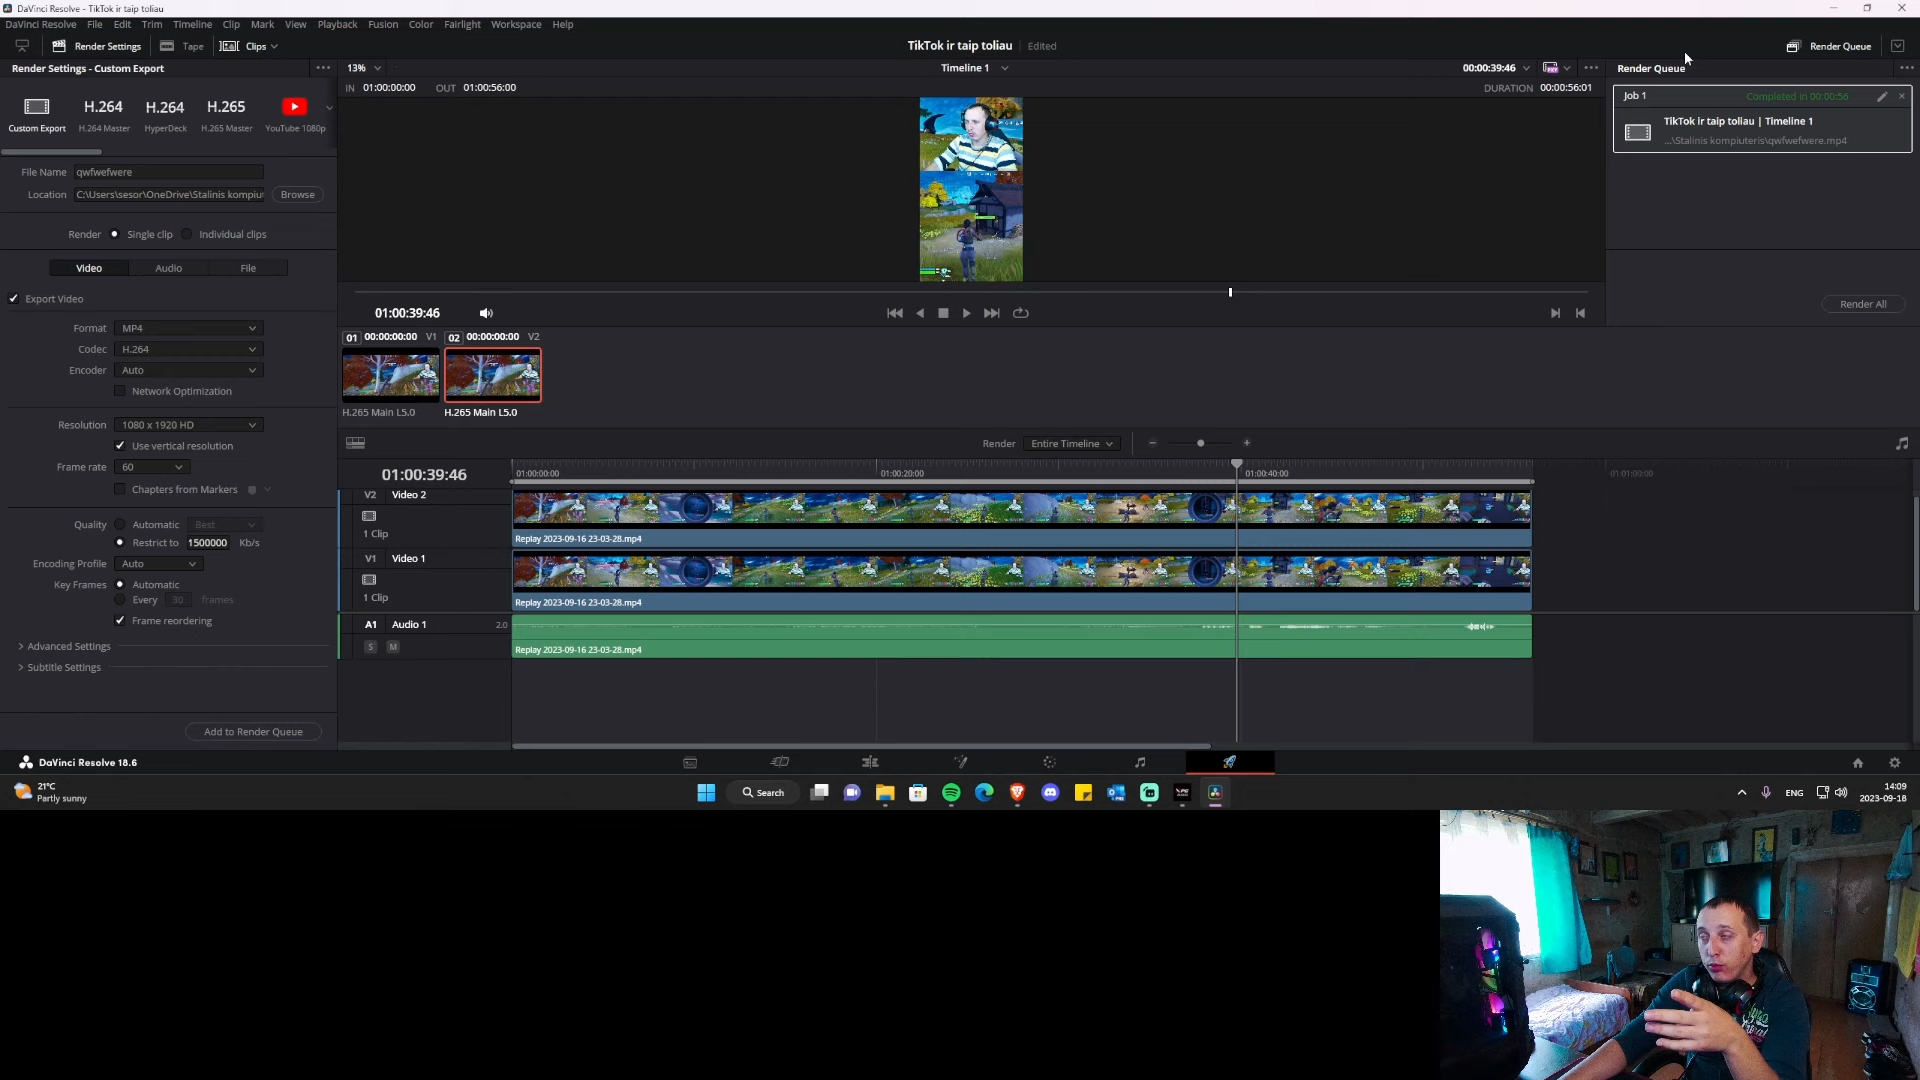 DaVinci Resolve - TikTok ir taip toliau
DaVinci Resolve File Edit Trim Timeline Clip Mark View Playback Fusion Color Fairlight Workspace Help
Render Settings Tape Clips TikTok ir taip toliau Edited Render Queue
Render Settings - Custom Export 13% Timeline 1 00:00:39:46 Render Queue
IN 01:00:00:00 OUT 01:00:56:00 DURATION 00:00:56:01
Job 1 Completed in 00:00:56
H.264 H.264 H.265
Custom Export H.264 Master HyperDeck H.265 Master YouTube 1080p
TikTok ir taip toliau | Timeline 1
...\Stalinis kompiuteris\qwfwefwere.mp4
File Name qwfwefwere
Location C:\Users\sesor\OneDrive\Stalinis kompiut Browse
Render Single clip Individual clips
Video Audio File
Export Video
Render All
01:00:39:46
Format MP4
Codec H.264
Encoder Auto
Network Optimization
01 00:00:00:00 V1 02 00:00:00:00 V2
H.265 Main L5.0 H.265 Main L5.0
Resolution 1080 x 1920 HD
Use vertical resolution
Frame rate 60
Chapters from Markers
Render Entire Timeline
Quality Automatic Best
Restrict to 1500000 Kb/s
Encoding Profile Auto
Key Frames Automatic
Every 30 frames
Frame reordering
Advanced Settings
Subtitle Settings
Add to Render Queue
01:00:39:46 01:00:00:00 01:00:20:00 01:00:40:00 01:01:00:00
V2 Video 2
1 Clip
Replay 2023-09-16 23-03-28.mp4
V1 Video 1
1 Clip
Replay 2023-09-16 23-03-28.mp4
A1 Audio 1 2.0
S M
Replay 2023-09-16 23-03-28.mp4
DaVinci Resolve 18.6
21°C
Partly sunny
Search
ENG
14:09
2023-09-18